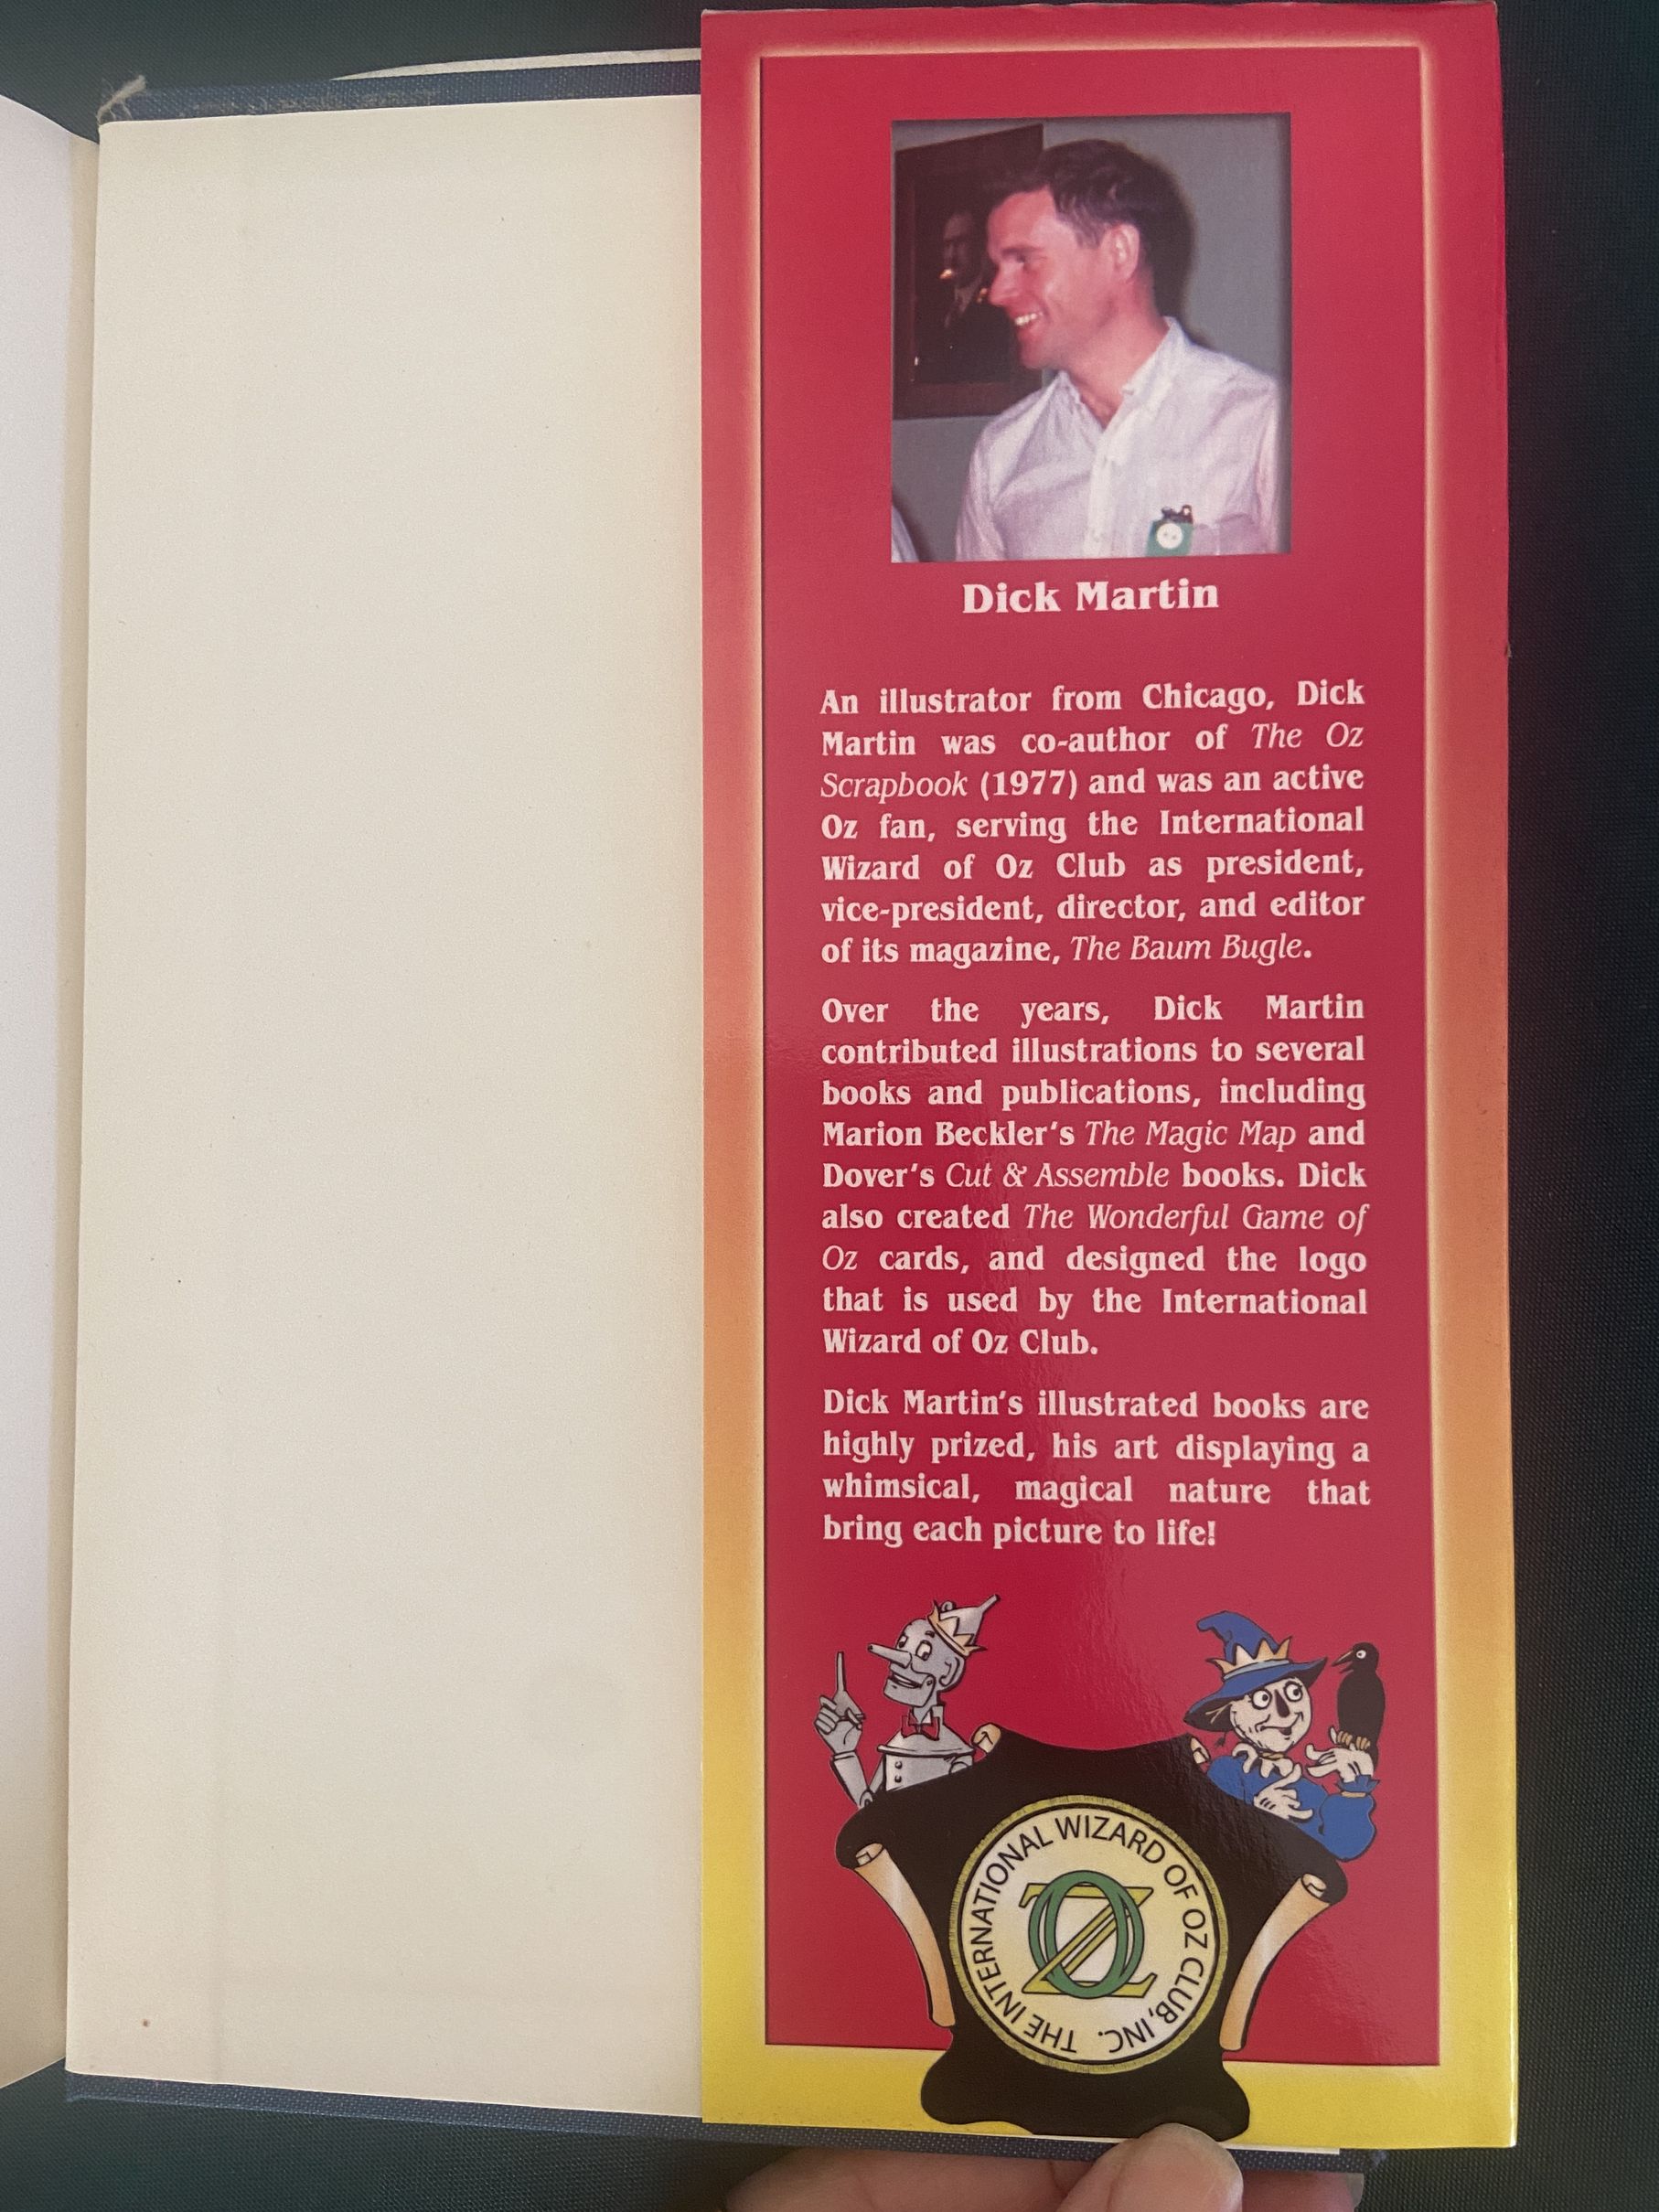 Dick Martin
An illustrator from Chicago, Dick
Martin was co-author of The Oz
Scrapbook (1977) and was an active
Oz fan, serving the International
Wizard of Oz Club as president,
vice-president, director, and editor
of its magazine, The Baum Bugle.
Over the years, Dick Martin
contributed illustrations to several
books and publications, including
Marion Beckler's The Magic Map and
Dover's Cut & Assemble books. Dick
also created The Wonderful Game of
Oz cards, and designed the logo
that is used by the International
Wizard of Oz Club.
Dick Martin's illustrated books are
highly prized, his art displaying a
whimsical, magical nature that
bring each picture to life!
THE INTERNATIONAL WIZARD OF OZ CLUB, INC.
OZ